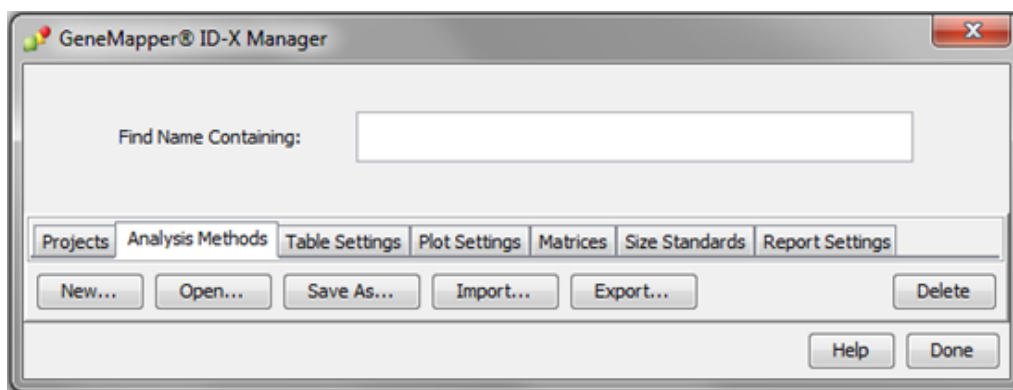 GeneMapper® ID-X Manager
Find Name Containing:
Projects Analysis Methods Table Settings Plot Settings Matrices Size Standards Report Settings
New... Open... Save As... Import... Export... Delete
Help Done